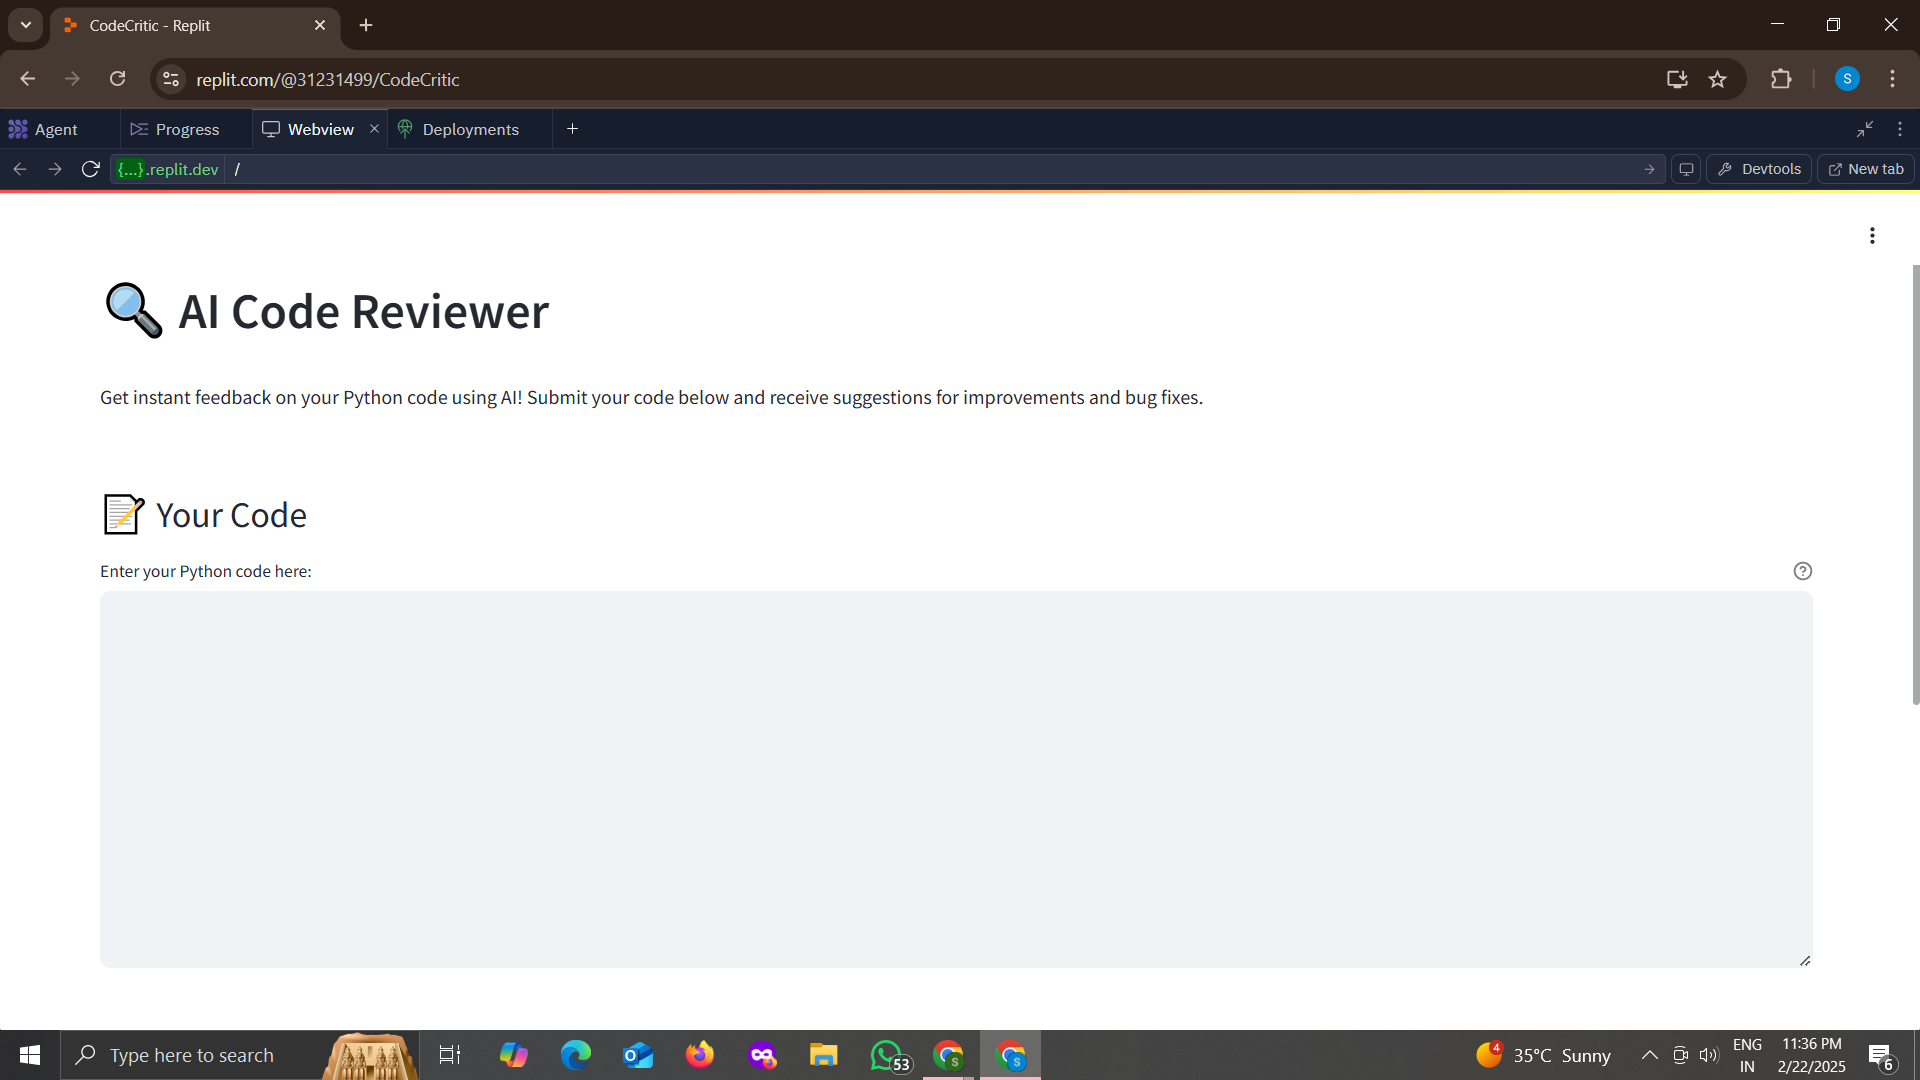 CodeCritic - Replit
replit.com/@31231499/CodeCritic
S
Agent
Progress
Webview
Deployments
{...}.replit.dev /
Devtools
New tab
🔍 AI Code Reviewer
Get instant feedback on your Python code using AI! Submit your code below and receive suggestions for improvements and bug fixes.
📝 Your Code
Enter your Python code here:
Type here to search
53
S
S
4
35°C Sunny
ENG
IN
11:36 PM
2/22/2025
6